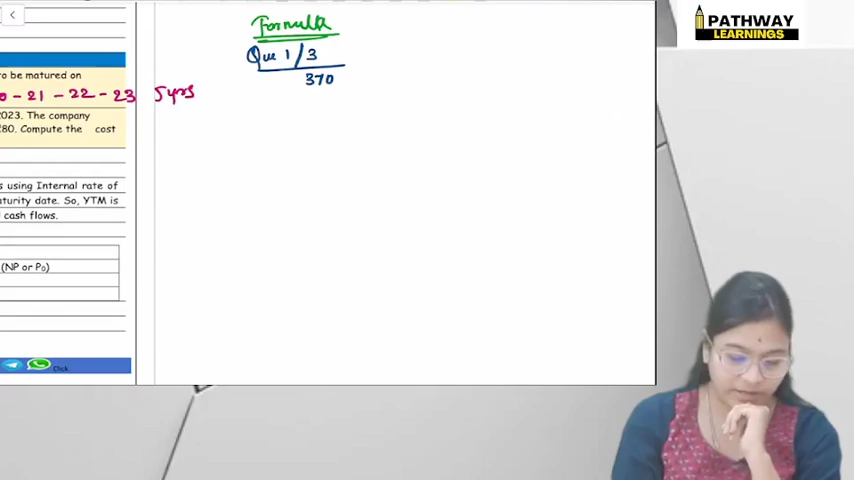 PATHWAY
LEARNINGS
Formula
Que 1/3
370
to be matured on
- 21 - 22 - 23 5yrs
2023. The company
280. Compute the cost
s using Internal rate of
aturity date. So, YTM is
cash flows.
(NP or P₀)
Click